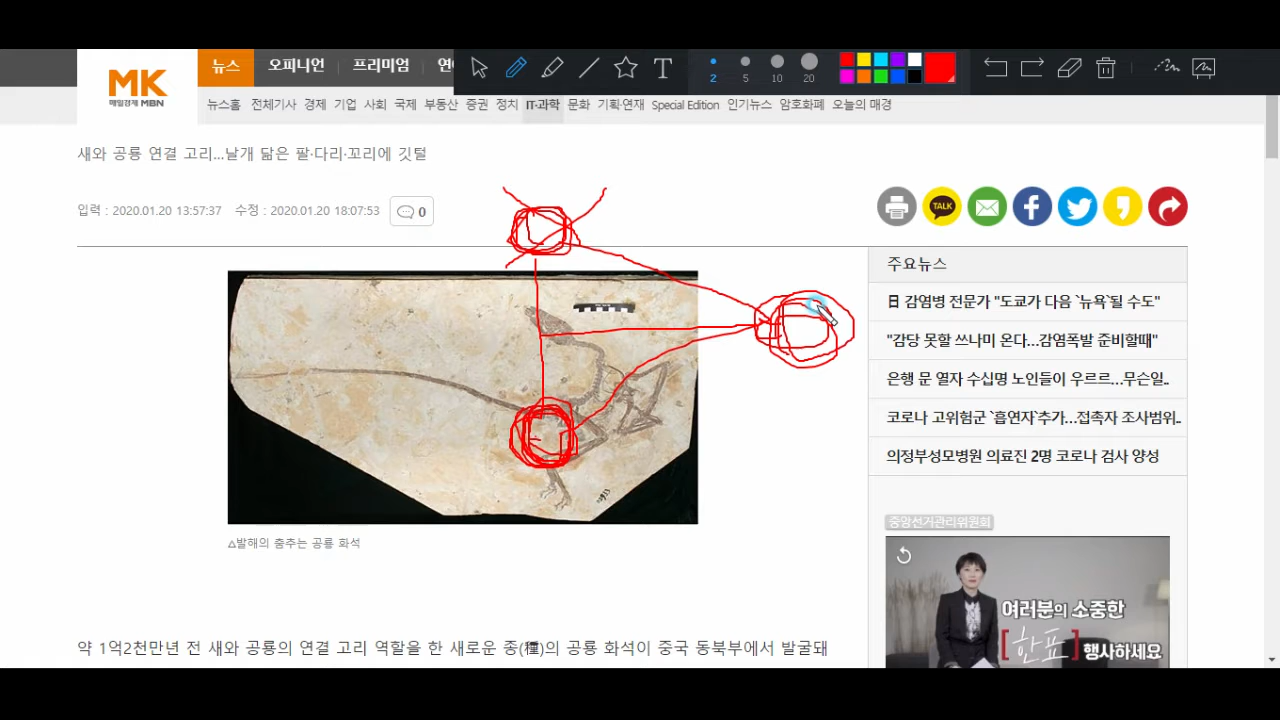 MK
매일경제 MBN
뉴스 오피니언 프리미엄
T
2 5 10 20
뉴스홈 전체기사 경제 기업 사회 국제 부동산 증권 정치 IT·과학 문화 기획·연재 Special Edition 인기뉴스 암호화폐 오늘의 매경
새와 공룡 연결 고리...날개 닮은 팔·다리·꼬리에 깃털
입력 : 2020.01.20 13:57:37 수정 : 2020.01.20 18:07:53 0
TALK
주요뉴스
日 감염병 전문가 "도쿄가 다음 `뉴욕`될 수도"
"감당 못할 쓰나미 온다…감염폭발 준비할때"
은행 문 열자 수십명 노인들이 우르르…무슨일..
코로나 고위험군 `흡연자`추가…접촉자 조사범위..
의정부성모병원 의료진 2명 코로나 검사 양성
△발해의 춤추는 공룡 화석
중앙선거관리위원회
여러분의 소중한
[한표]행사하세요
약 1억2천만년 전 새와 공룡의 연결 고리 역할을 한 새로운 종(種)의 공룡 화석이 중국 동북부에서 발굴돼